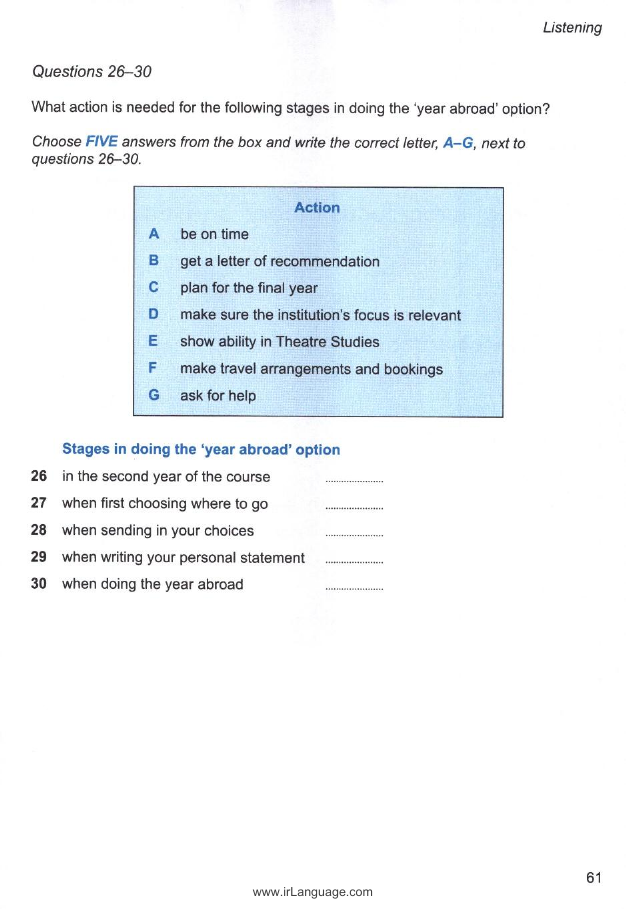 Listening
Questions 26–30
What action is needed for the following stages in doing the ‘year abroad’ option?
Choose FIVE answers from the box and write the correct letter, A–G, next to
questions 26–30.
Action
A be on time
B get a letter of recommendation
C plan for the final year
D make sure the institution’s focus is relevant
E show ability in Theatre Studies
F make travel arrangements and bookings
G ask for help
Stages in doing the ‘year abroad’ option
26 in the second year of the course ......................
27 when first choosing where to go ......................
28 when sending in your choices ......................
29 when writing your personal statement ......................
30 when doing the year abroad ......................
61
www.irLanguage.com